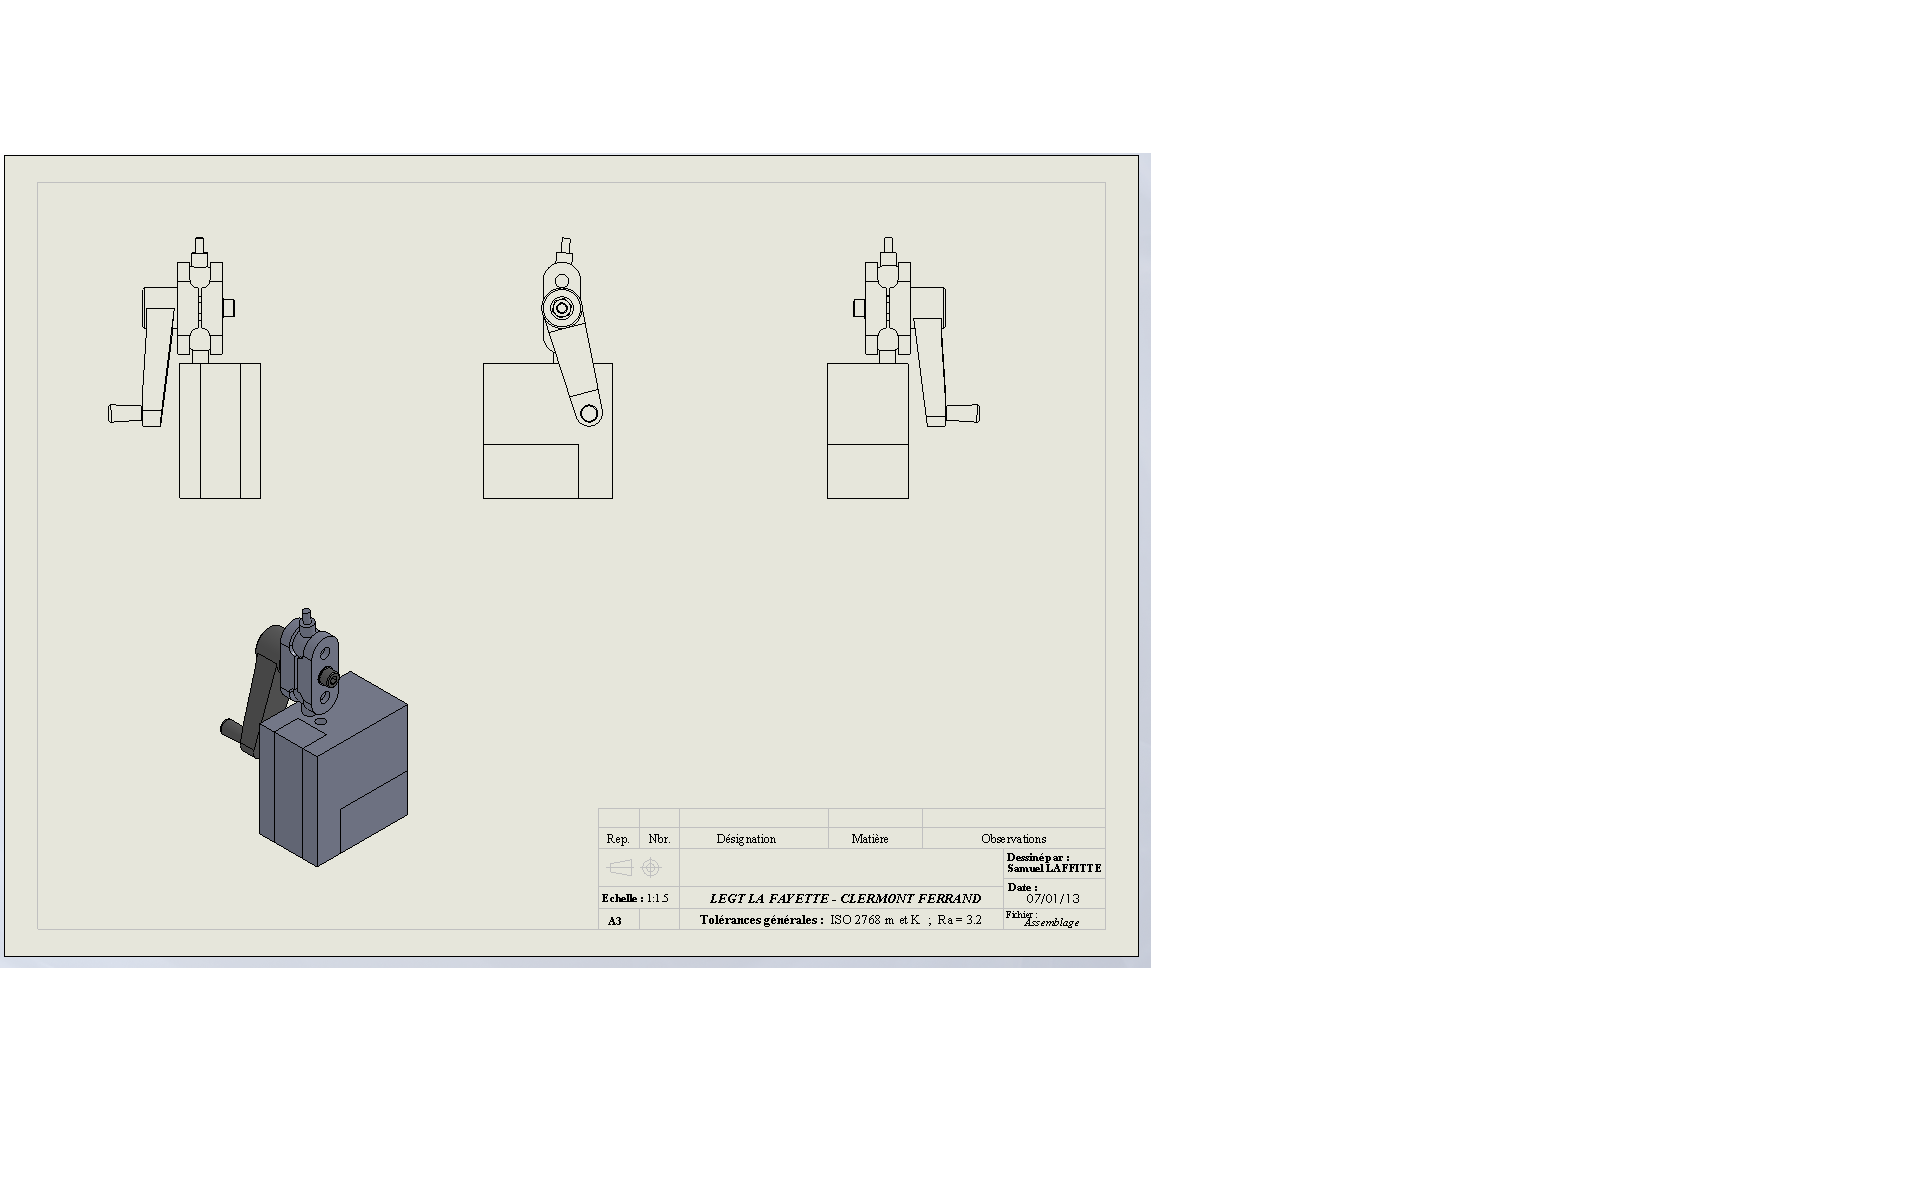 Rep. Nbr. Désignation Matière Observations
Dessiné par :
Samuel LAFFITTE
Echelle : 1:1.5 LEGT LA FAYETTE - CLERMONT FERRAND
Date :
07/01/13
A3 Tolérances générales : ISO 2768 m et K ; Ra = 3.2
Fichier :
Assemblage